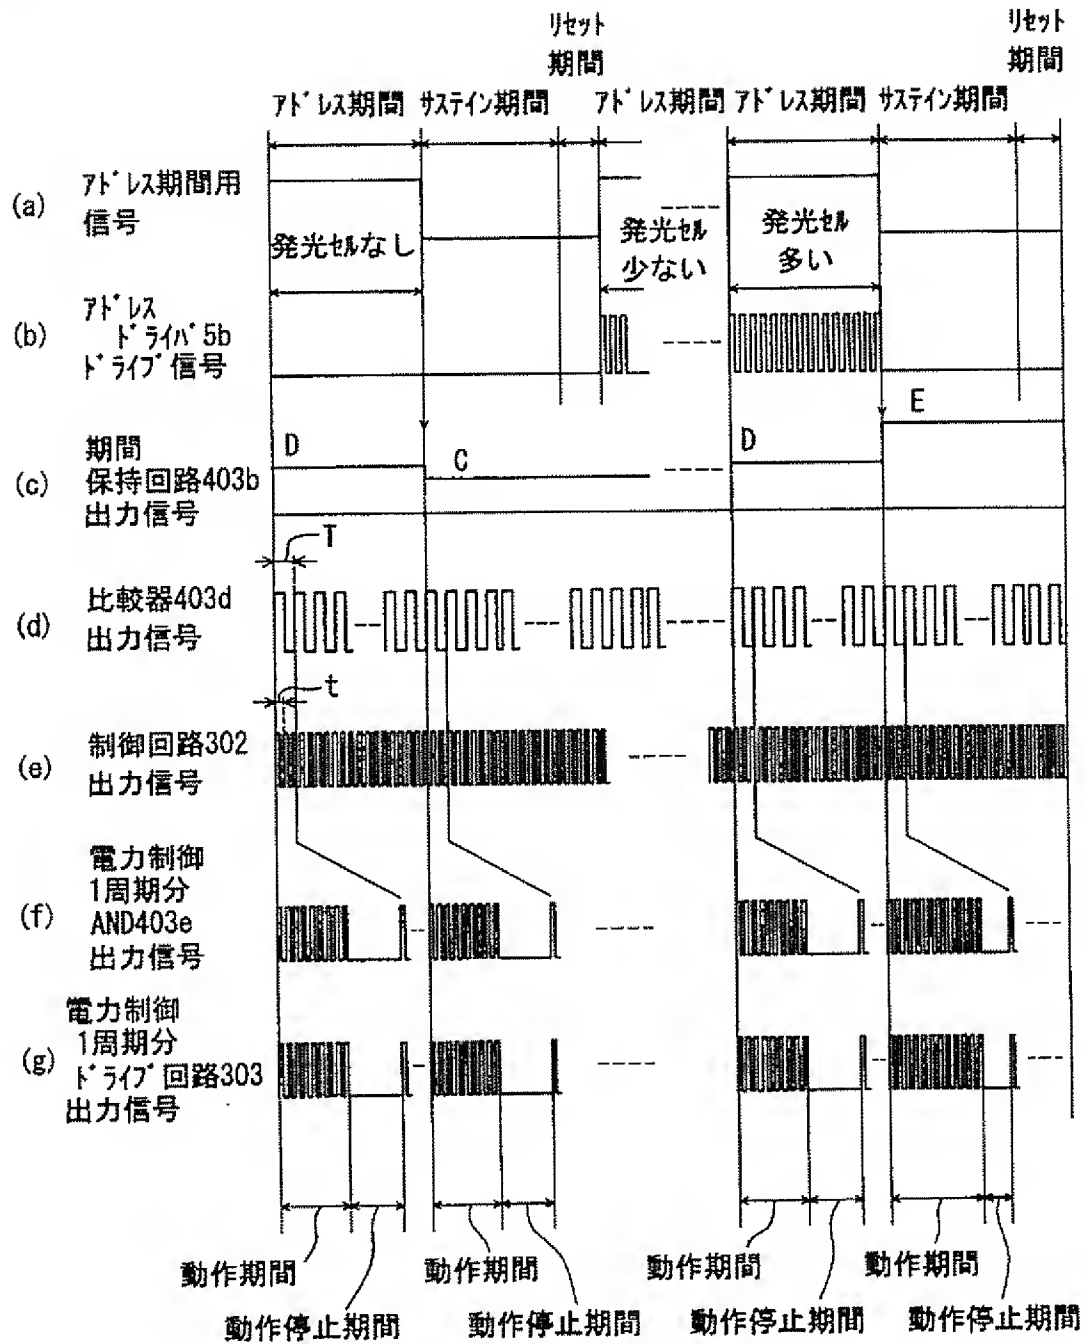 リセット
期間
リセット
期間
アドレス期間 サステイン期間 アドレス期間 アドレス期間 サステイン期間
(a) アドレス期間用
信号
発光セルなし
発光セル
少ない
発光セル
多い
(b) アドレス
ドライバ5b
ドライブ信号
(c) 期間
保持回路403b
出力信号
D
C
D
E
T
(d) 比較器403d
出力信号
t
(e) 制御回路302
出力信号
(f) 電力制御
1周期分
AND403e
出力信号
(g) 電力制御
1周期分
ドライブ回路303
出力信号
動作期間 動作期間 動作期間 動作期間
動作停止期間 動作停止期間 動作停止期間 動作停止期間